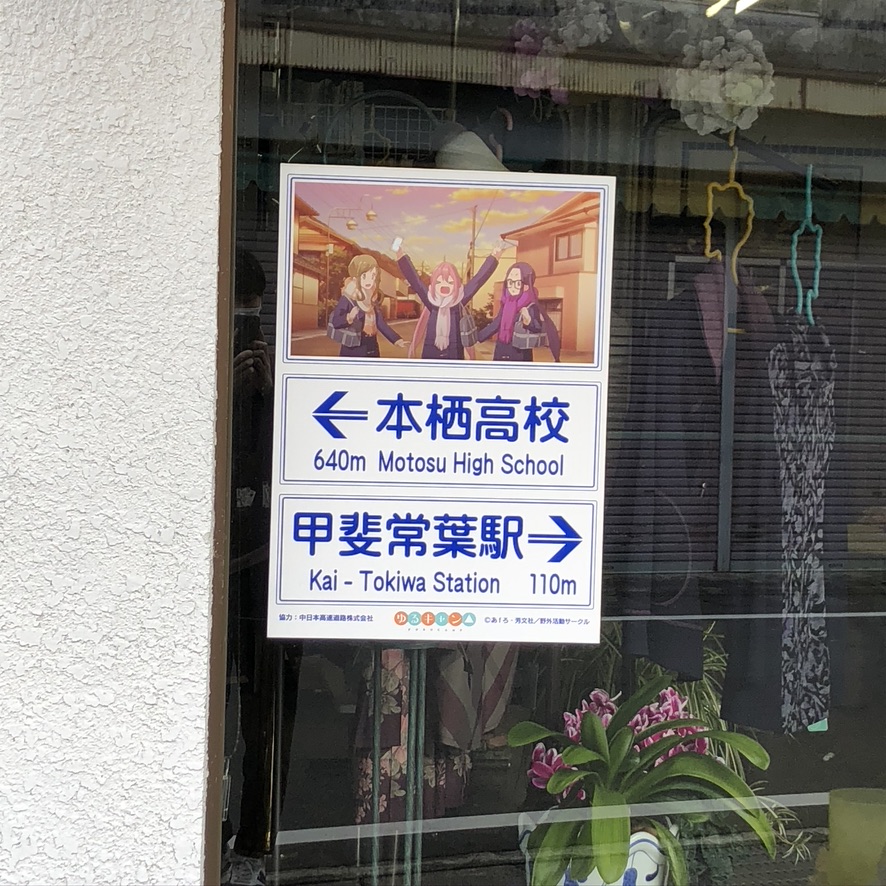 ←本栖高校
640m Motosu High School
甲斐常葉駅→
Kai - Tokiwa Station 110m
協力：中日本高速道路株式会社 ゆるキャン△ ©あfろ・芳文社／野外活動サークル